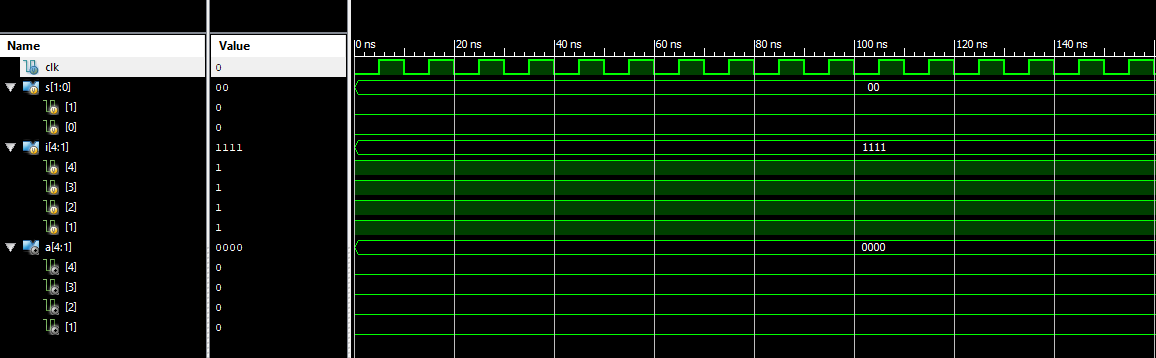 Name Value
0 ns 20 ns 40 ns 60 ns 80 ns 100 ns 120 ns 140 ns
clk 0
s[1:0] 00 00
[1] 0
[0] 0
i[4:1] 1111 1111
[4] 1
[3] 1
[2] 1
[1] 1
a[4:1] 0000 0000
[4] 0
[3] 0
[2] 0
[1] 0